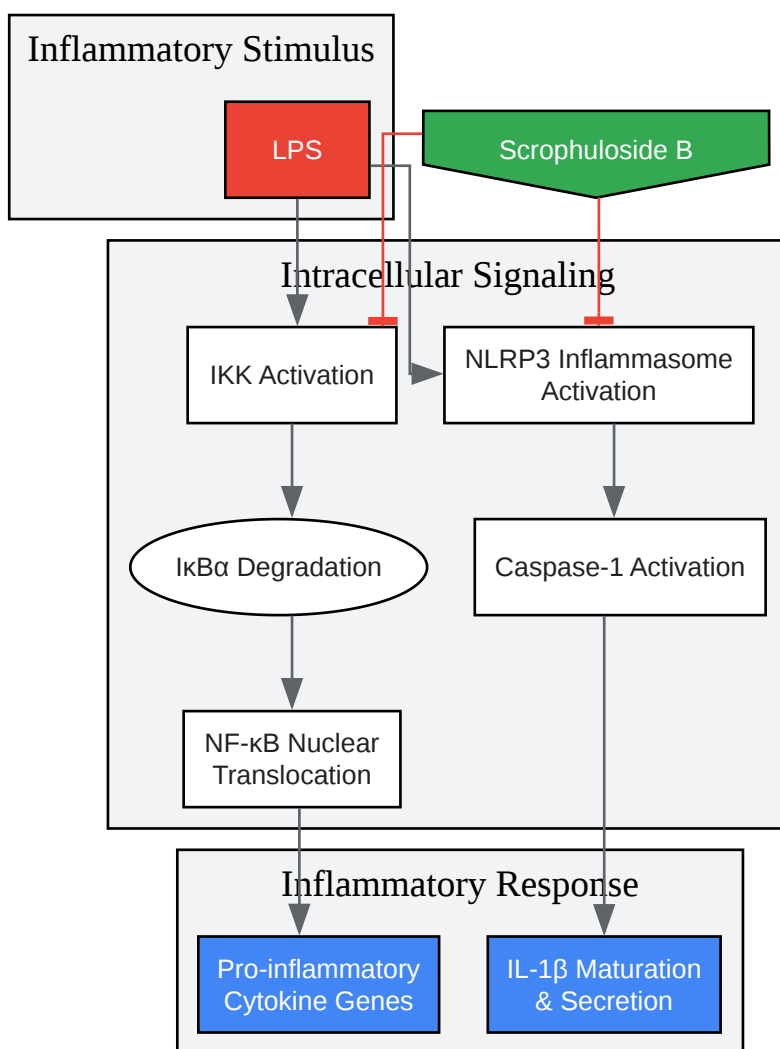 Inflammatory Stimulus
LPS
Scrophuloside B
Intracellular Signaling
IKK Activation
NLRP3 Inflammasome
Activation
IκBα Degradation
Caspase-1 Activation
NF-κB Nuclear
Translocation
Inflammatory Response
Pro-inflammatory
Cytokine Genes
IL-1β Maturation
& Secretion